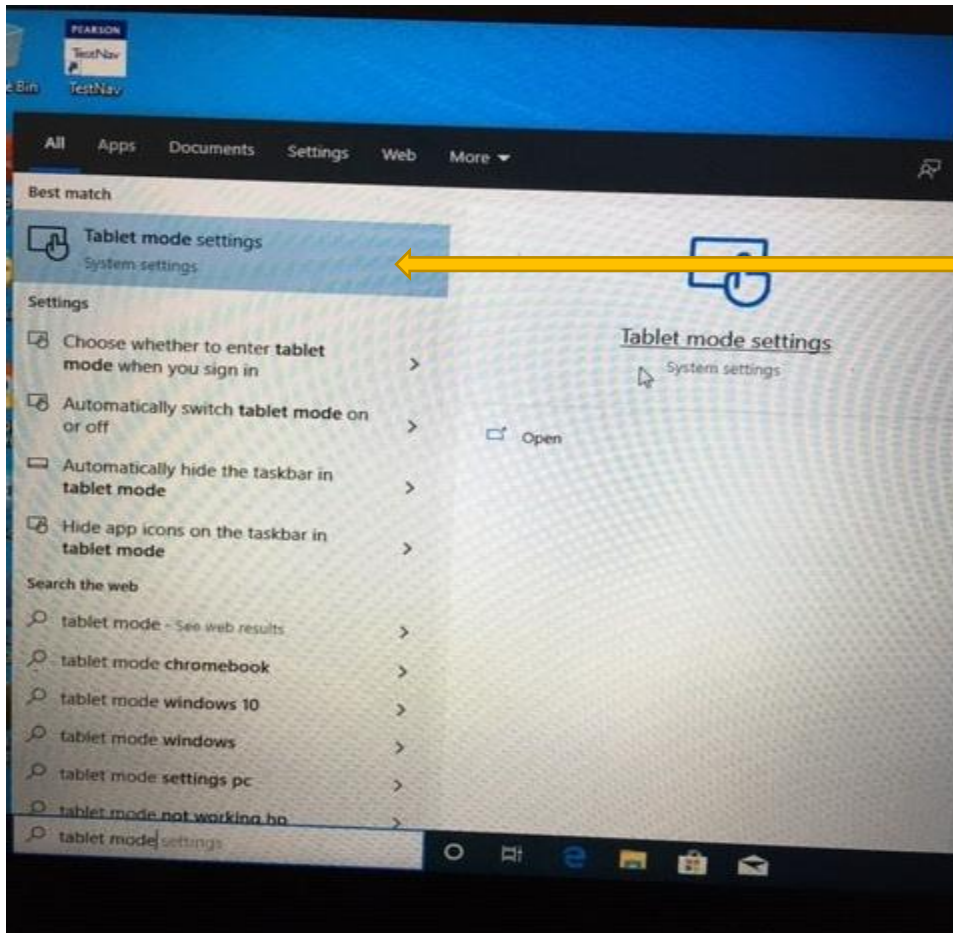 PEARSON
TestNav
e Bin
TestNav
All Apps Documents Settings Web More
Best match
Tablet mode settings
System settings
Settings
Choose whether to enter tablet
mode when you sign in
Automatically switch tablet mode on
or off
Automatically hide the taskbar in
tablet mode
Hide app icons on the taskbar in
tablet mode
Search the web
tablet mode - See web results
tablet mode chromebook
tablet mode windows 10
tablet mode windows
tablet mode settings pc
tablet mode not working hp
tablet mode settings
Tablet mode settings
System settings
Open